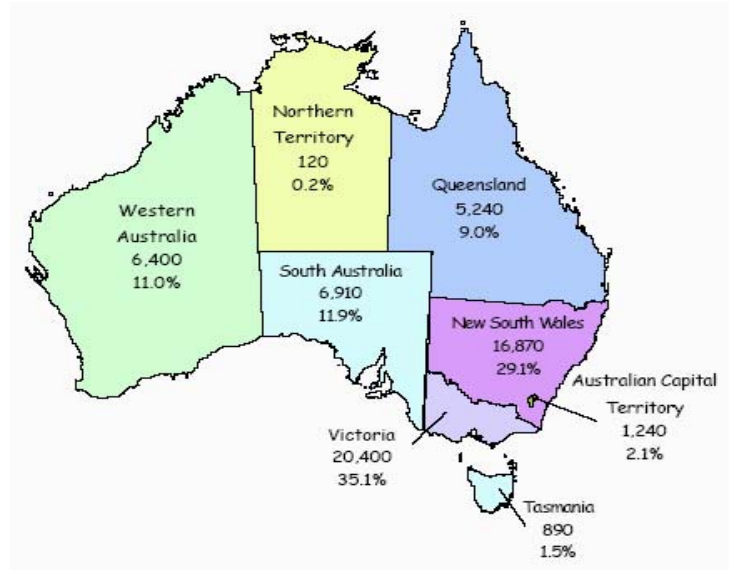 Northern
Territory
120
0.2%
Queensland
5,240
9.0%
Western
Australia
6,400
11.0%
South Australia
6,910
11.9%
New South Wales
16,870
29.1%
Australian Capital
Territory
1,240
2.1%
Victoria
20,400
35.1%
Tasmania
890
1.5%